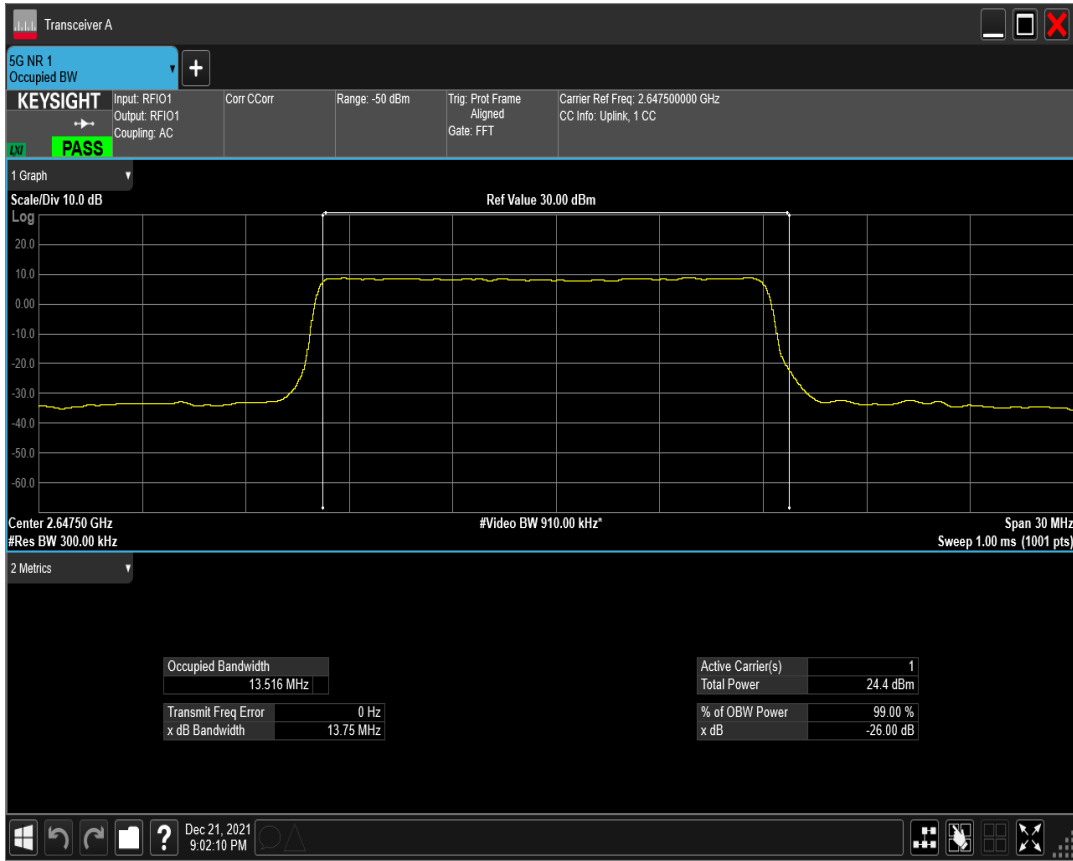 Transceiver A
5G NR 1
Occupied BW
KEYSIGHT
LXI
PASS
Input: RFIO1
Output: RFIO1
Coupling: AC
Corr CCorr
Range: -50 dBm
Trig: Prot Frame
Aligned
Gate: FFT
Carrier Ref Freq: 2.647500000 GHz
CC Info: Uplink, 1 CC
1 Graph
Scale/Div 10.0 dB
Ref Value 30.00 dBm
Log
20.0
10.0
0.00
-10.0
-20.0
-30.0
-40.0
-50.0
-60.0
Center 2.64750 GHz
#Video BW 910.00 kHz*
Span 30 MHz
#Res BW 300.00 kHz
Sweep 1.00 ms (1001 pts)
2 Metrics
Occupied Bandwidth
13.516 MHz
Transmit Freq Error 0 Hz
x dB Bandwidth 13.75 MHz
Active Carrier(s) 1
Total Power 24.4 dBm
% of OBW Power 99.00 %
x dB -26.00 dB
?
Dec 21, 2021
9:02:10 PM